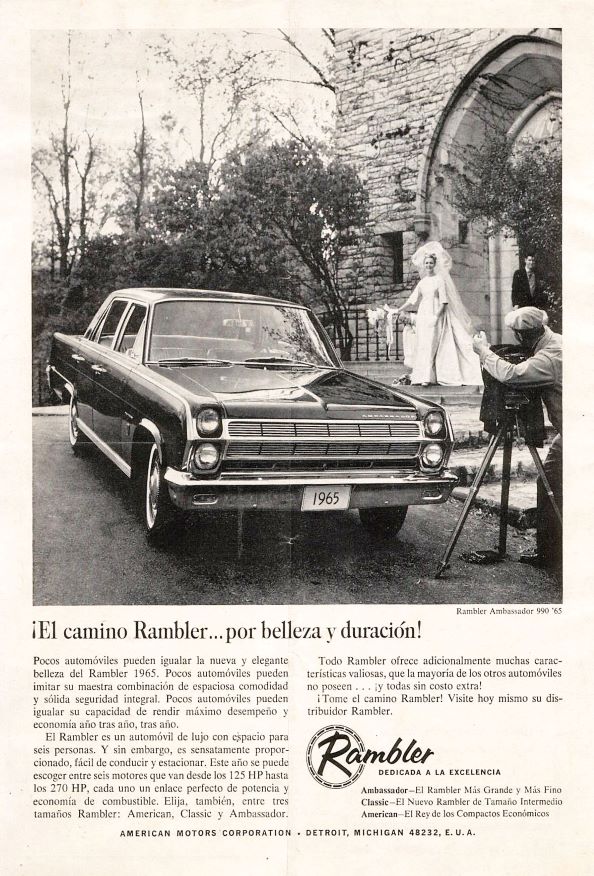 AMBASSADOR
1965
Rambler Ambassador 990 '65
¡El camino Rambler...por belleza y duración!
Pocos automóviles pueden igualar la nueva y elegante
belleza del Rambler 1965. Pocos automóviles pueden
imitar su maestra combinación de espaciosa comodidad
y sólida seguridad integral. Pocos automóviles pueden
igualar su capacidad de rendir máximo desempeño y
economía año tras año, tras año.
El Rambler es un automóvil de lujo con espacio para
seis personas. Y sin embargo, es sensatamente propor-
cionado, fácil de conducir y estacionar. Este año se puede
escoger entre seis motores que van desde los 125 HP hasta
los 270 HP, cada uno un enlace perfecto de potencia y
economía de combustible. Elija, también, entre tres
tamaños Rambler: American, Classic y Ambassador.
Todo Rambler ofrece adicionalmente muchas carac-
terísticas valiosas, que la mayoría de los otros automóviles
no poseen . . . ¡y todas sin costo extra!
¡Tome el camino Rambler! Visite hoy mismo su dis-
tribuidor Rambler.
Rambler
DEDICADA A LA EXCELENCIA
Ambassador—El Rambler Más Grande y Más Fino
Classic—El Nuevo Rambler de Tamaño Intermedio
American—El Rey de los Compactos Económicos
AMERICAN MOTORS CORPORATION • DETROIT, MICHIGAN 48232, E. U. A.